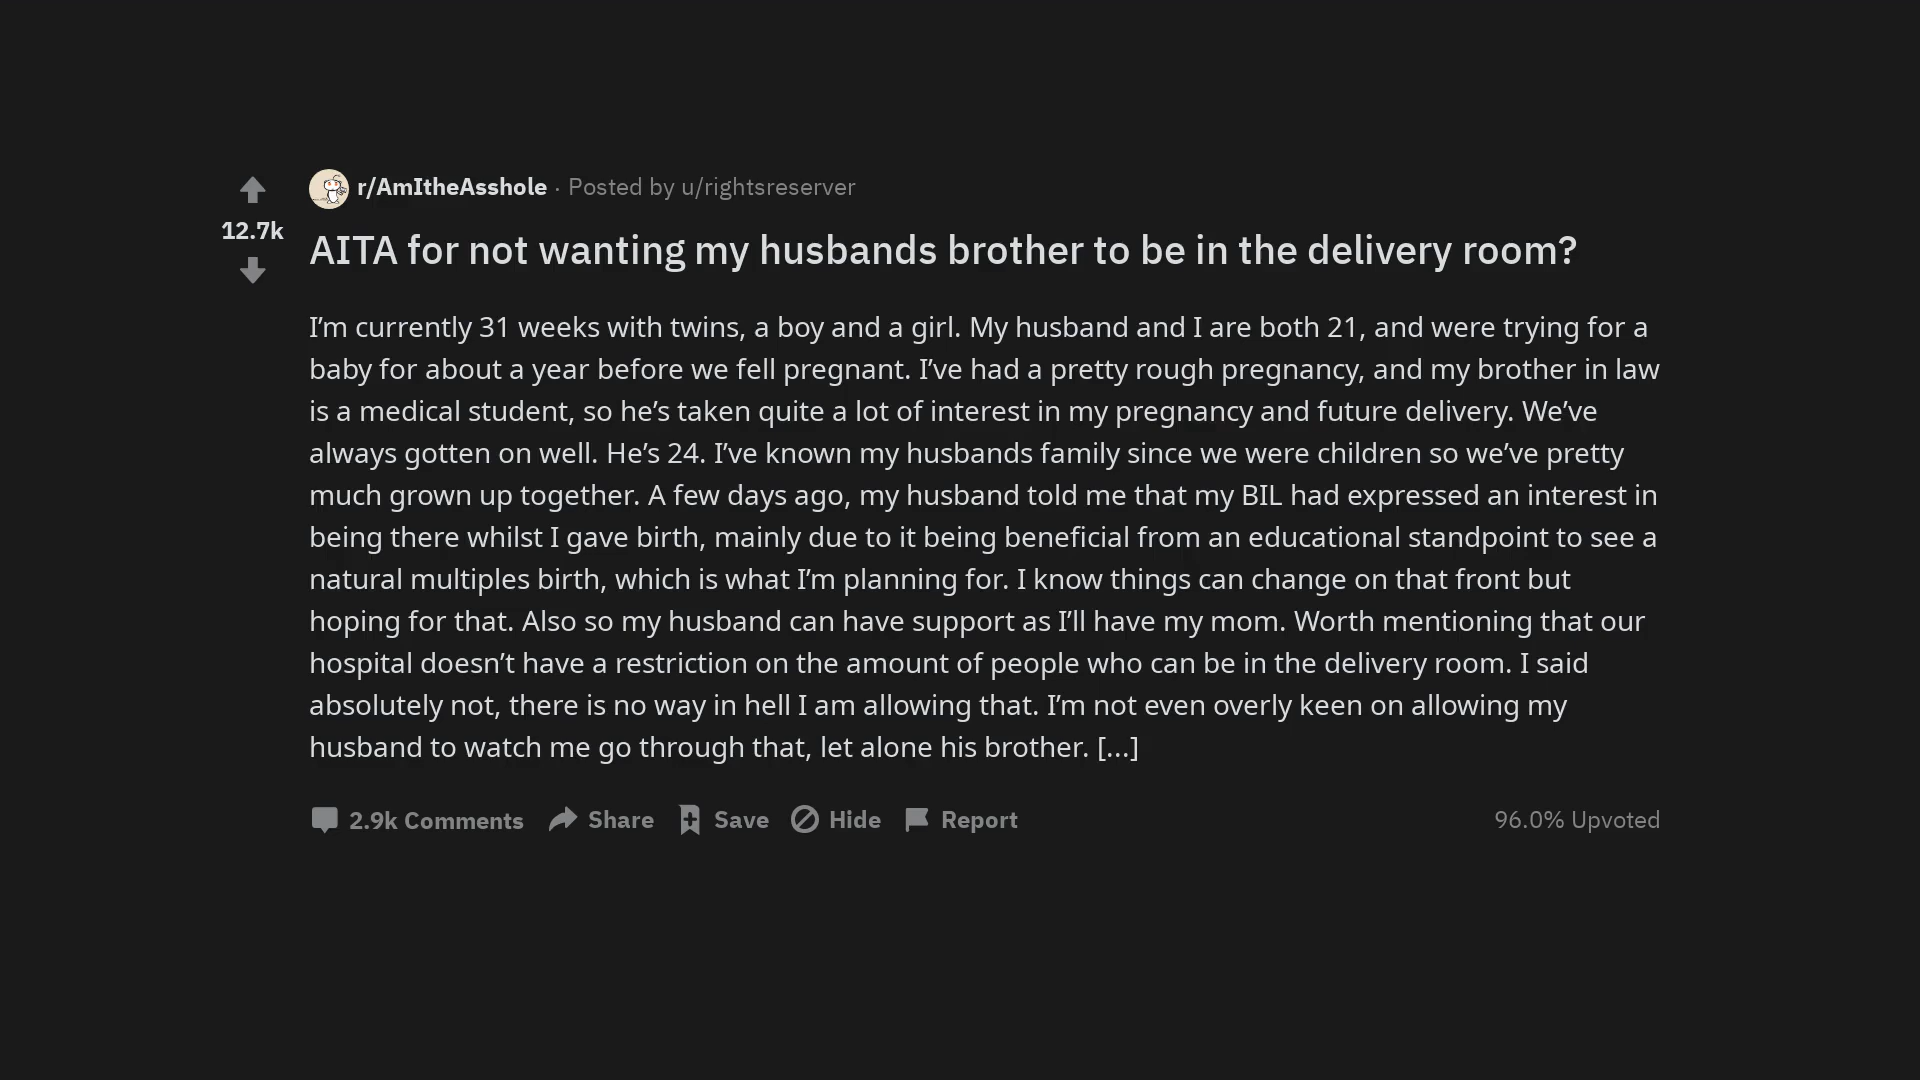 r/AmItheAsshole · Posted by u/rightsreserver
12.7k
AITA for not wanting my husbands brother to be in the delivery room?
I’m currently 31 weeks with twins, a boy and a girl. My husband and I are both 21, and were trying for a
baby for about a year before we fell pregnant. I’ve had a pretty rough pregnancy, and my brother in law
is a medical student, so he’s taken quite a lot of interest in my pregnancy and future delivery. We’ve
always gotten on well. He’s 24. I’ve known my husbands family since we were children so we’ve pretty
much grown up together. A few days ago, my husband told me that my BIL had expressed an interest in
being there whilst I gave birth, mainly due to it being beneficial from an educational standpoint to see a
natural multiples birth, which is what I’m planning for. I know things can change on that front but
hoping for that. Also so my husband can have support as I’ll have my mom. Worth mentioning that our
hospital doesn’t have a restriction on the amount of people who can be in the delivery room. I said
absolutely not, there is no way in hell I am allowing that. I’m not even overly keen on allowing my
husband to watch me go through that, let alone his brother. [...]
2.9k Comments Share Save Hide Report 96.0% Upvoted